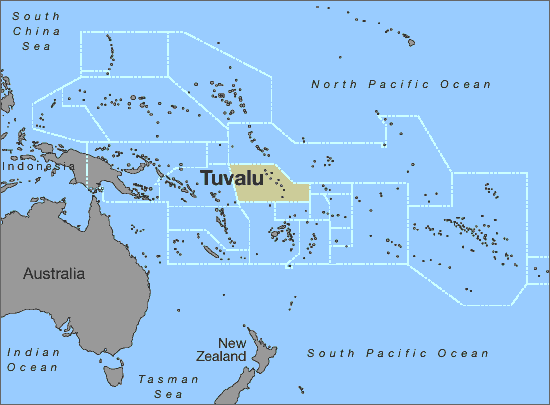 South
China
Sea
North Pacific Ocean
Indonesia
Tuvalu
Australia
New
Zealand
Indian
Ocean
South Pacific Ocean
Tasman
Sea